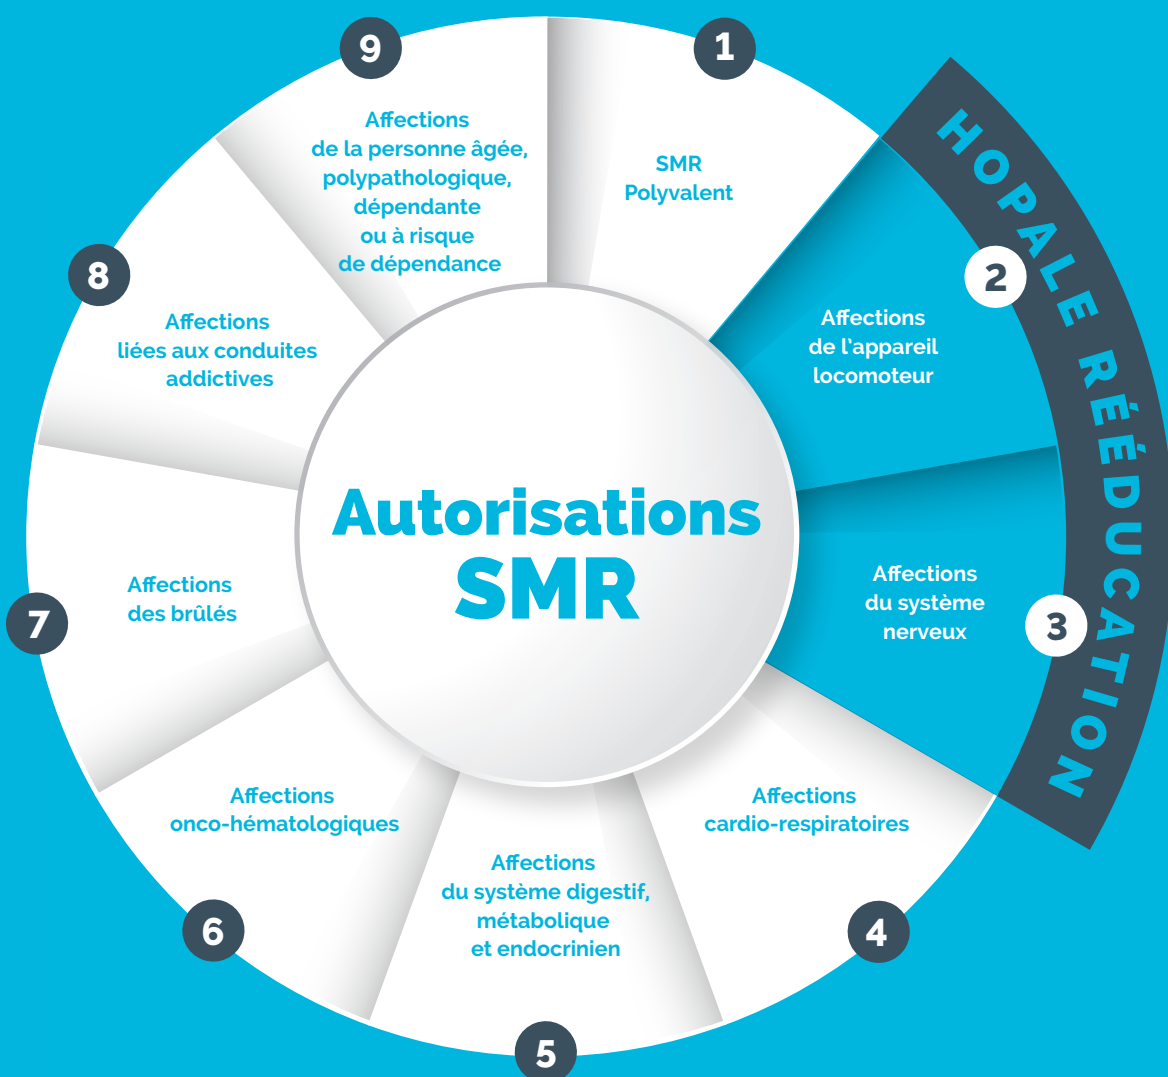 Autorisations
SMR
1
SMR
Polyvalent
2
Affections
de l'appareil
locomoteur
3
Affections
du système
nerveux
HOPALE RÉÉDUCATION
4
Affections
cardio-respiratoires
5
Affections
du système digestif,
métabolique
et endocrinien
6
Affections
onco-hématologiques
7
Affections
des brûlés
8
Affections
liées aux conduites
addictives
9
Affections
de la personne âgée,
polypathologique,
dépendante
ou à risque
de dépendance